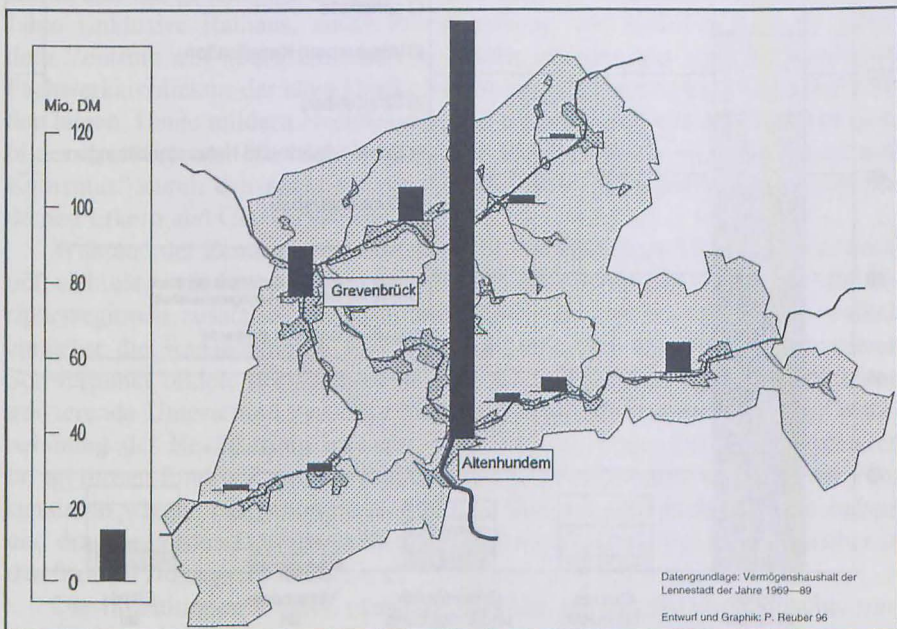 Mio. DM
120
100
80
60
40
20
0
Grevenbrück
Altenhundem
Datengrundlage: Vermögenshaushalt der
Lennestadt der Jahre 1969—89
Entwurf und Graphik: P. Reuber 96